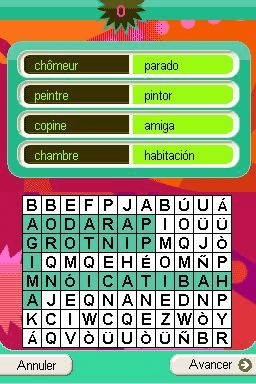 0
chômeur parado
peintre pintor
copine amiga
chambre habitación
B B E F P J A B Ú U Á
A O D A R A P I O Ü Ü
G R O T N I P M Q J Ò
I Q M Q E H É O M Ñ P
M N Ó I C A T I B A H
A J E Q N A N E D N P
K C I W C Q E Z W Ò Y
Á Q V Ò U U Ò Ü Ñ B R
Annuler Avancer